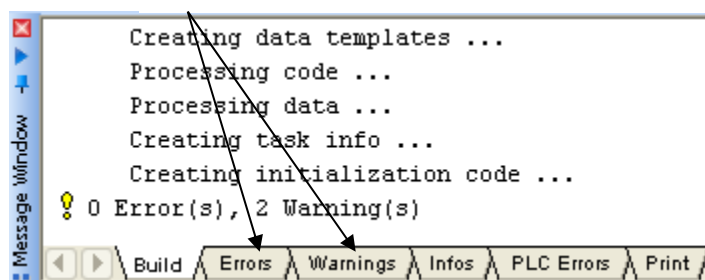 Message Window
Creating data templates ...
Processing code ...
Processing data ...
Creating task info ...
Creating initialization code ...
0 Error(s), 2 Warning(s)
Build Errors Warnings Infos PLC Errors Print